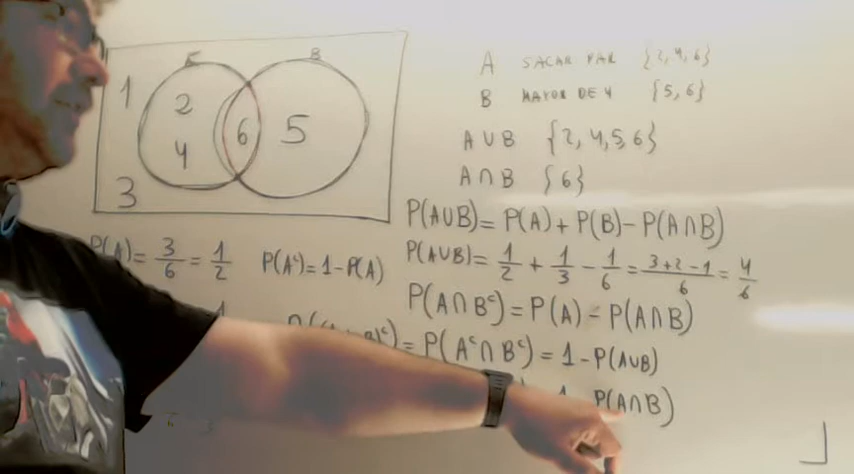 B
1
2
4
6
5
3
A SACAR PAR {2,4,6}
B MAYOR DE 4 {5,6}
A∪B {2,4,5,6}
A∩B {6}
P(A∪B)=P(A)+P(B)-P(A∩B)
P(A)=3/6=1/2 P(Aᶜ)=1-P(A)
P(A∪B)=1/2+1/3-1/6=3+2-1/6=4/6
P(A∩Bᶜ)=P(A)-P(A∩B)
=P(Aᶜ∩Bᶜ)=1-P(A∪B)
P(A∩B)